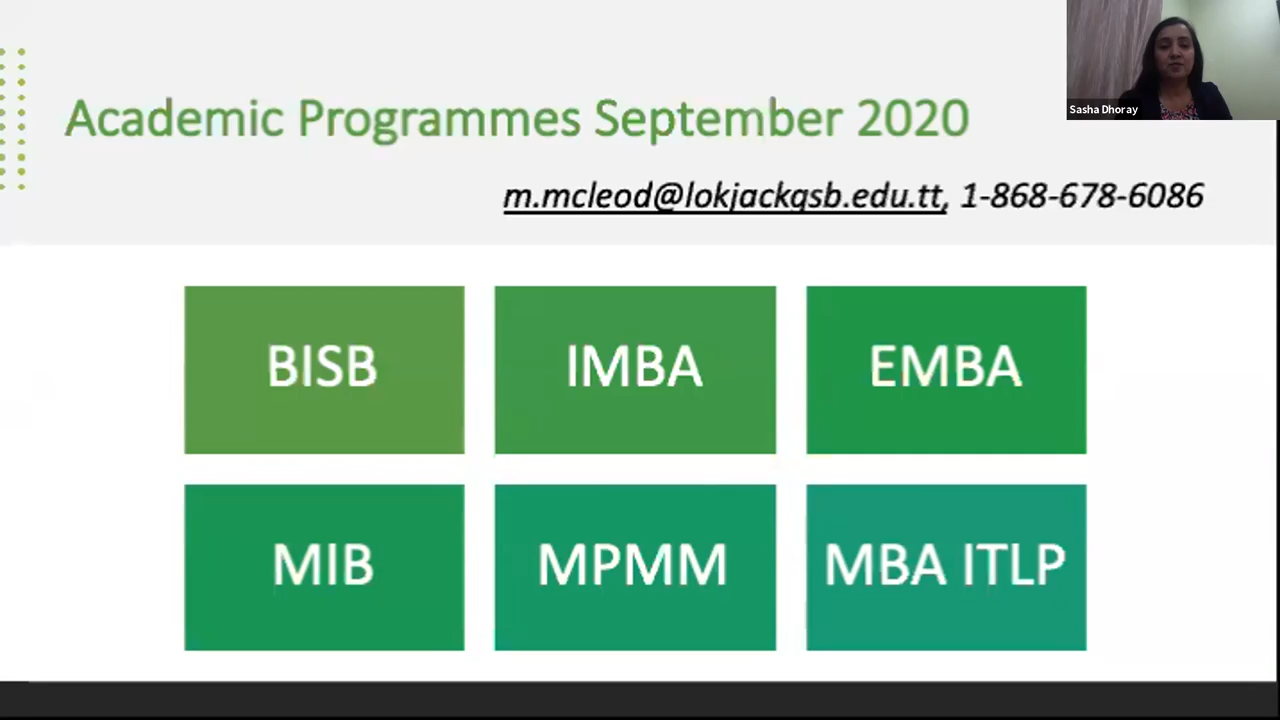 Sasha Dhoray
Academic Programmes September 2020
m.mcleod@lokjackgsb.edu.tt, 1-868-678-6086
BISB
IMBA
EMBA
MIB
MPMM
MBA ITLP